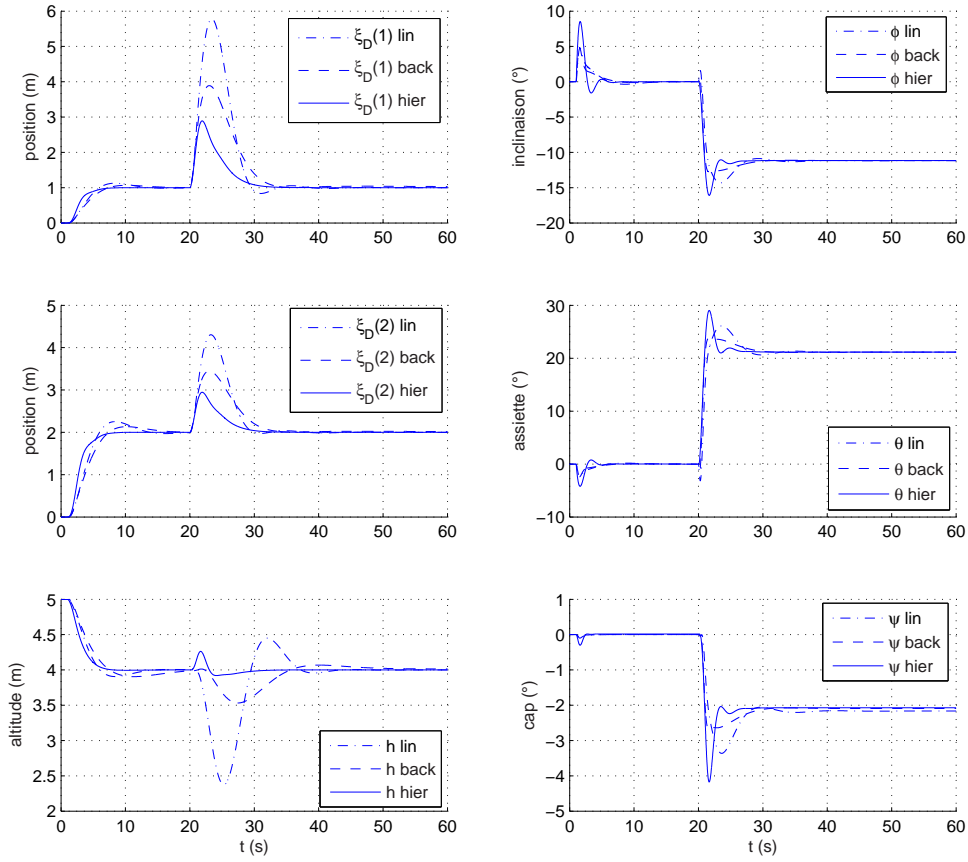 6
5
4
3
2
1
0
position (m)
0 10 20 30 40 50 60
ξD(1) lin
ξD(1) back
ξD(1) hier
10
5
0
−5
−10
−15
−20
inclinaison (°)
0 10 20 30 40 50 60
ϕ lin
ϕ back
ϕ hier
5
4
3
2
1
0
position (m)
0 10 20 30 40 50 60
ξD(2) lin
ξD(2) back
ξD(2) hier
30
20
10
0
−10
assiette (°)
0 10 20 30 40 50 60
θ lin
θ back
θ hier
5
4.5
4
3.5
3
2.5
2
altitude (m)
0 10 20 30 40 50 60
t (s)
h lin
h back
h hier
1
0
−1
−2
−3
−4
−5
cap (°)
0 10 20 30 40 50 60
t (s)
ψ lin
ψ back
ψ hier